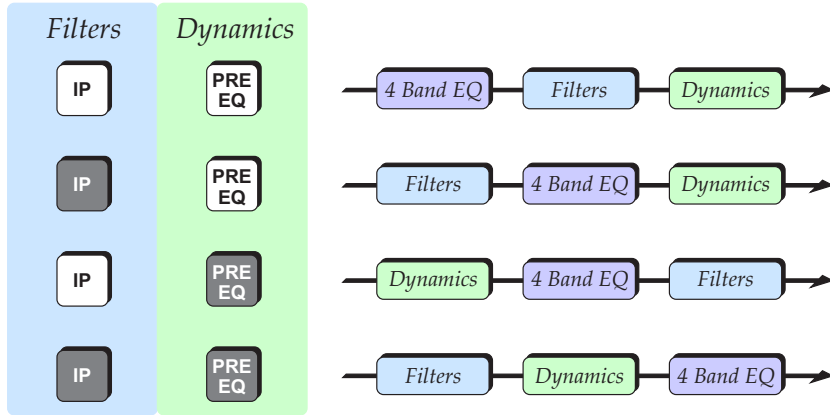 Filters Dynamics
IP PRE EQ 4 Band EQ Filters Dynamics
IP PRE EQ Filters 4 Band EQ Dynamics
IP PRE EQ Dynamics 4 Band EQ Filters
IP PRE EQ Filters Dynamics 4 Band EQ